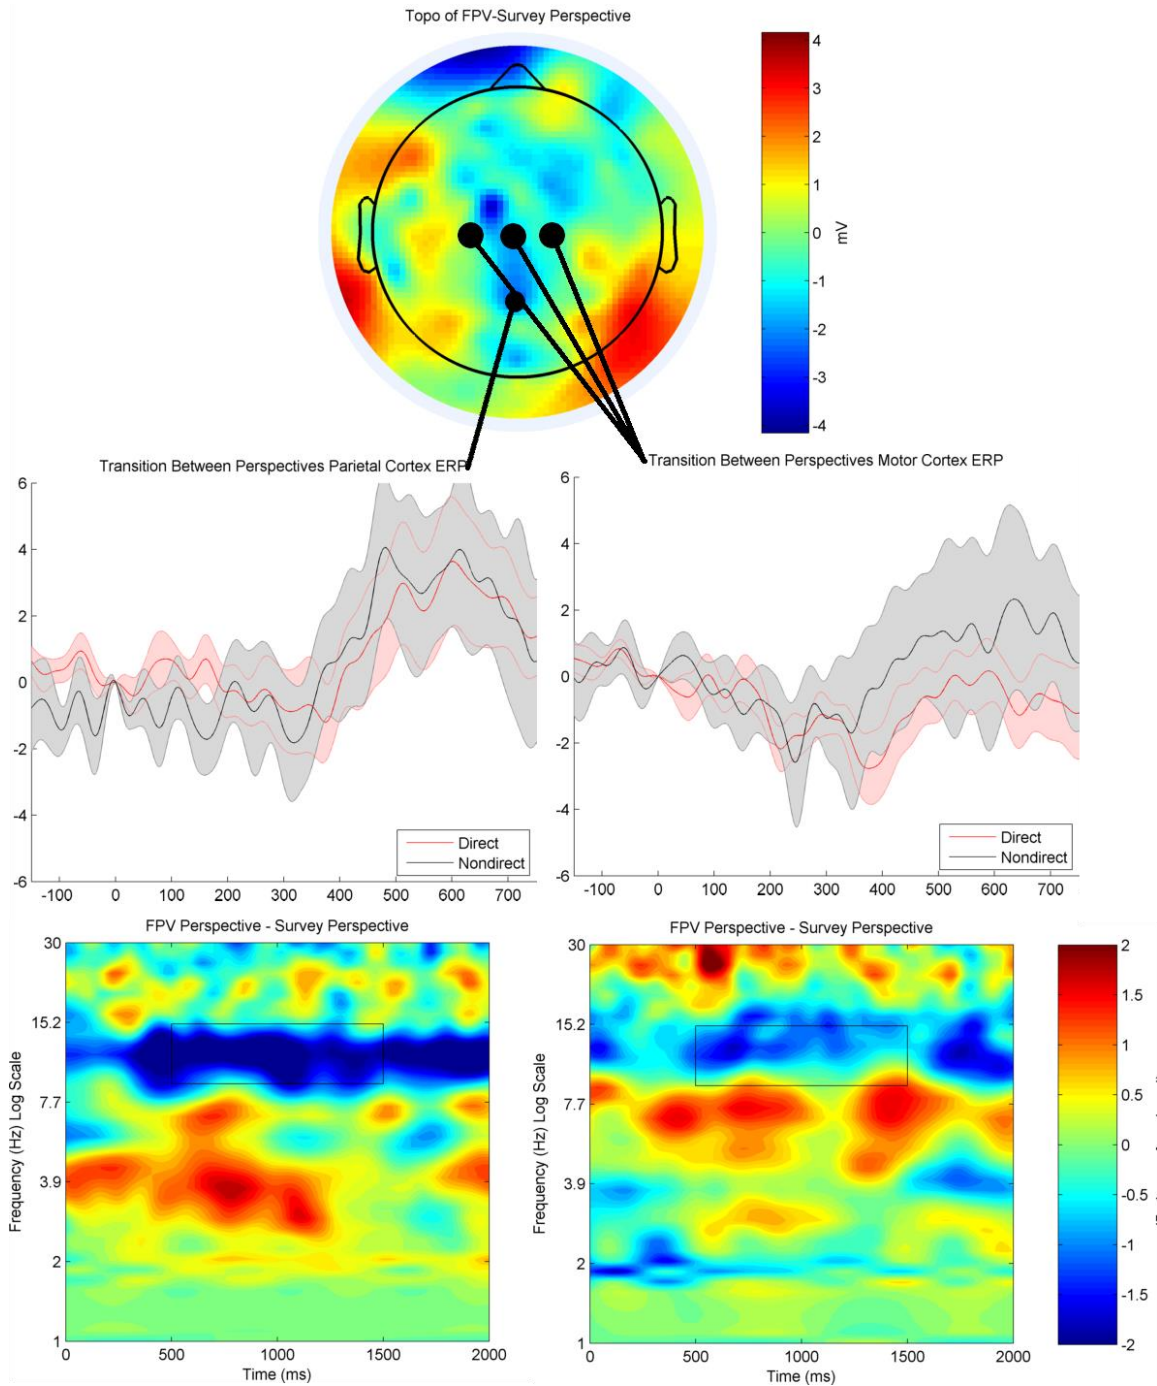 Topo of FPV-Survey Perspective
4
3
2
1
0
-1
-2
-3
-4
mV
Transition Between Perspectives Parietal Cortex ERP
6
4
2
0
-2
-4
-6
-100 0 100 200 300 400 500 600 700
Direct
Nondirect
Transition Between Perspectives Motor Cortex ERP
6
4
2
0
-2
-4
-6
-100 0 100 200 300 400 500 600 700
Direct
Nondirect
FPV Perspective - Survey Perspective
30
15.2
7.7
3.9
2
1
Frequency (Hz) Log Scale
0 500 1000 1500 2000
Time (ms)
FPV Perspective - Survey Perspective
30
15.2
7.7
3.9
2
1
Frequency (Hz) Log Scale
0 500 1000 1500 2000
Time (ms)
2
1.5
1
0.5
0
-0.5
-1
-1.5
-2